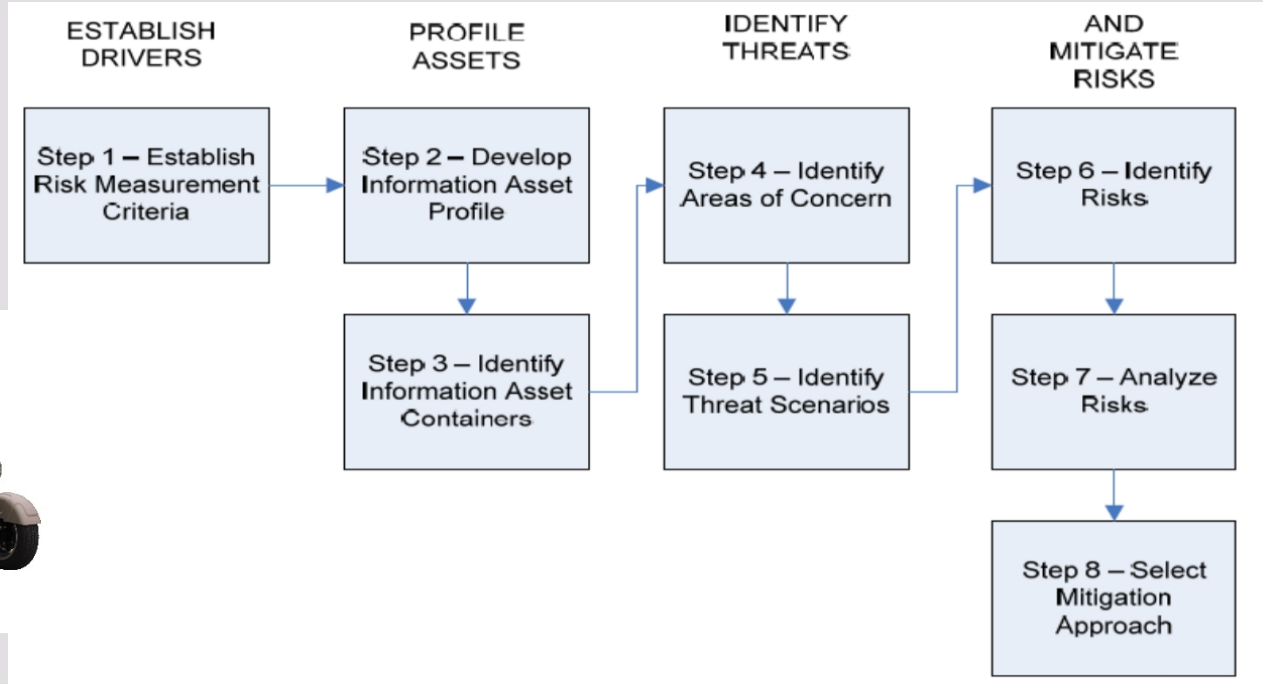 ESTABLISH
DRIVERS
PROFILE
ASSETS
IDENTIFY
THREATS
AND
MITIGATE
RISKS
Step 1 – Establish
Risk Measurement
Criteria
Step 2 – Develop
Information Asset
Profile
Step 3 – Identify
Information Asset
Containers
Step 4 – Identify
Areas of Concern
Step 5 – Identify
Threat Scenarios
Step 6 – Identify
Risks
Step 7 – Analyze
Risks
Step 8 – Select
Mitigation
Approach